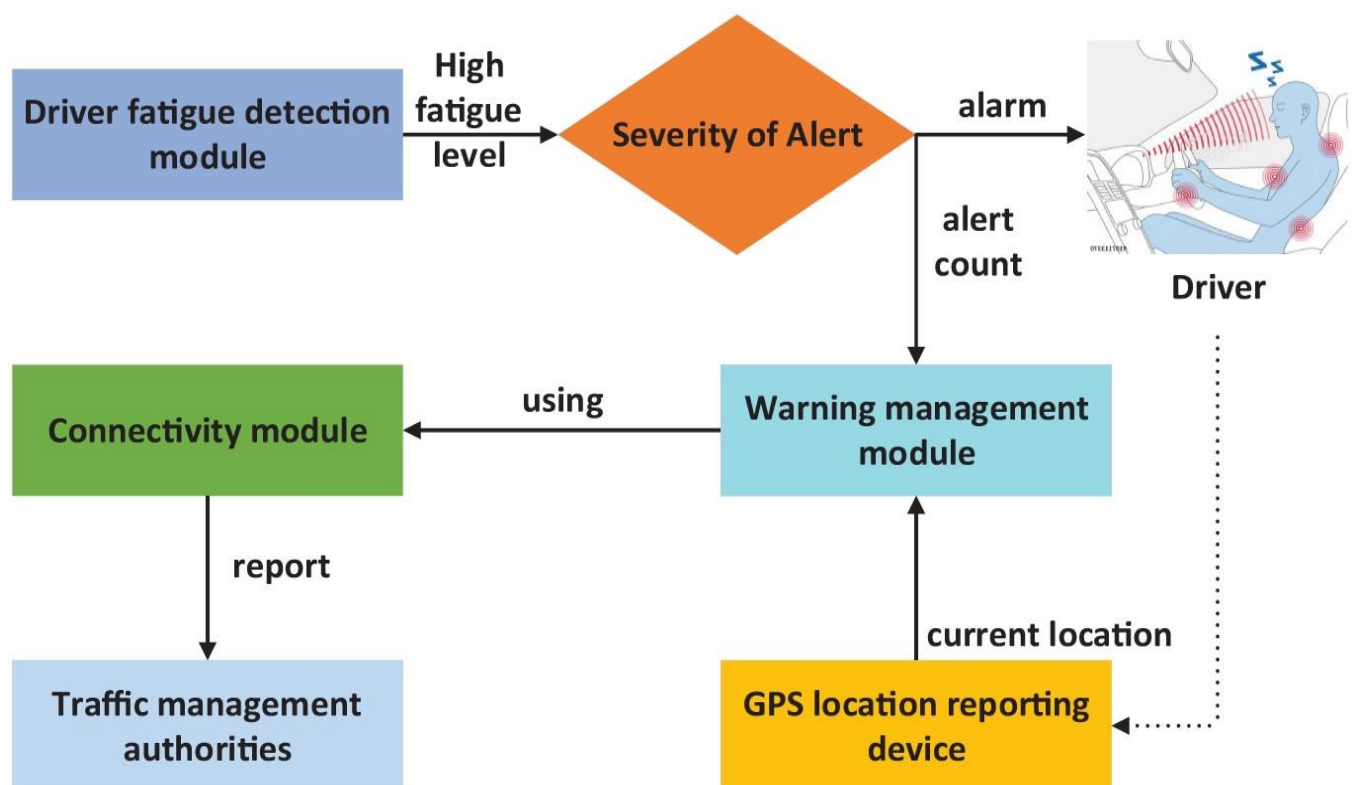 Driver fatigue detection
module
High
fatigue
level
Severity of Alert
alarm
alert
count
Driver
Connectivity module
using
Warning management
module
report
current location
Traffic management
authorities
GPS location reporting
device